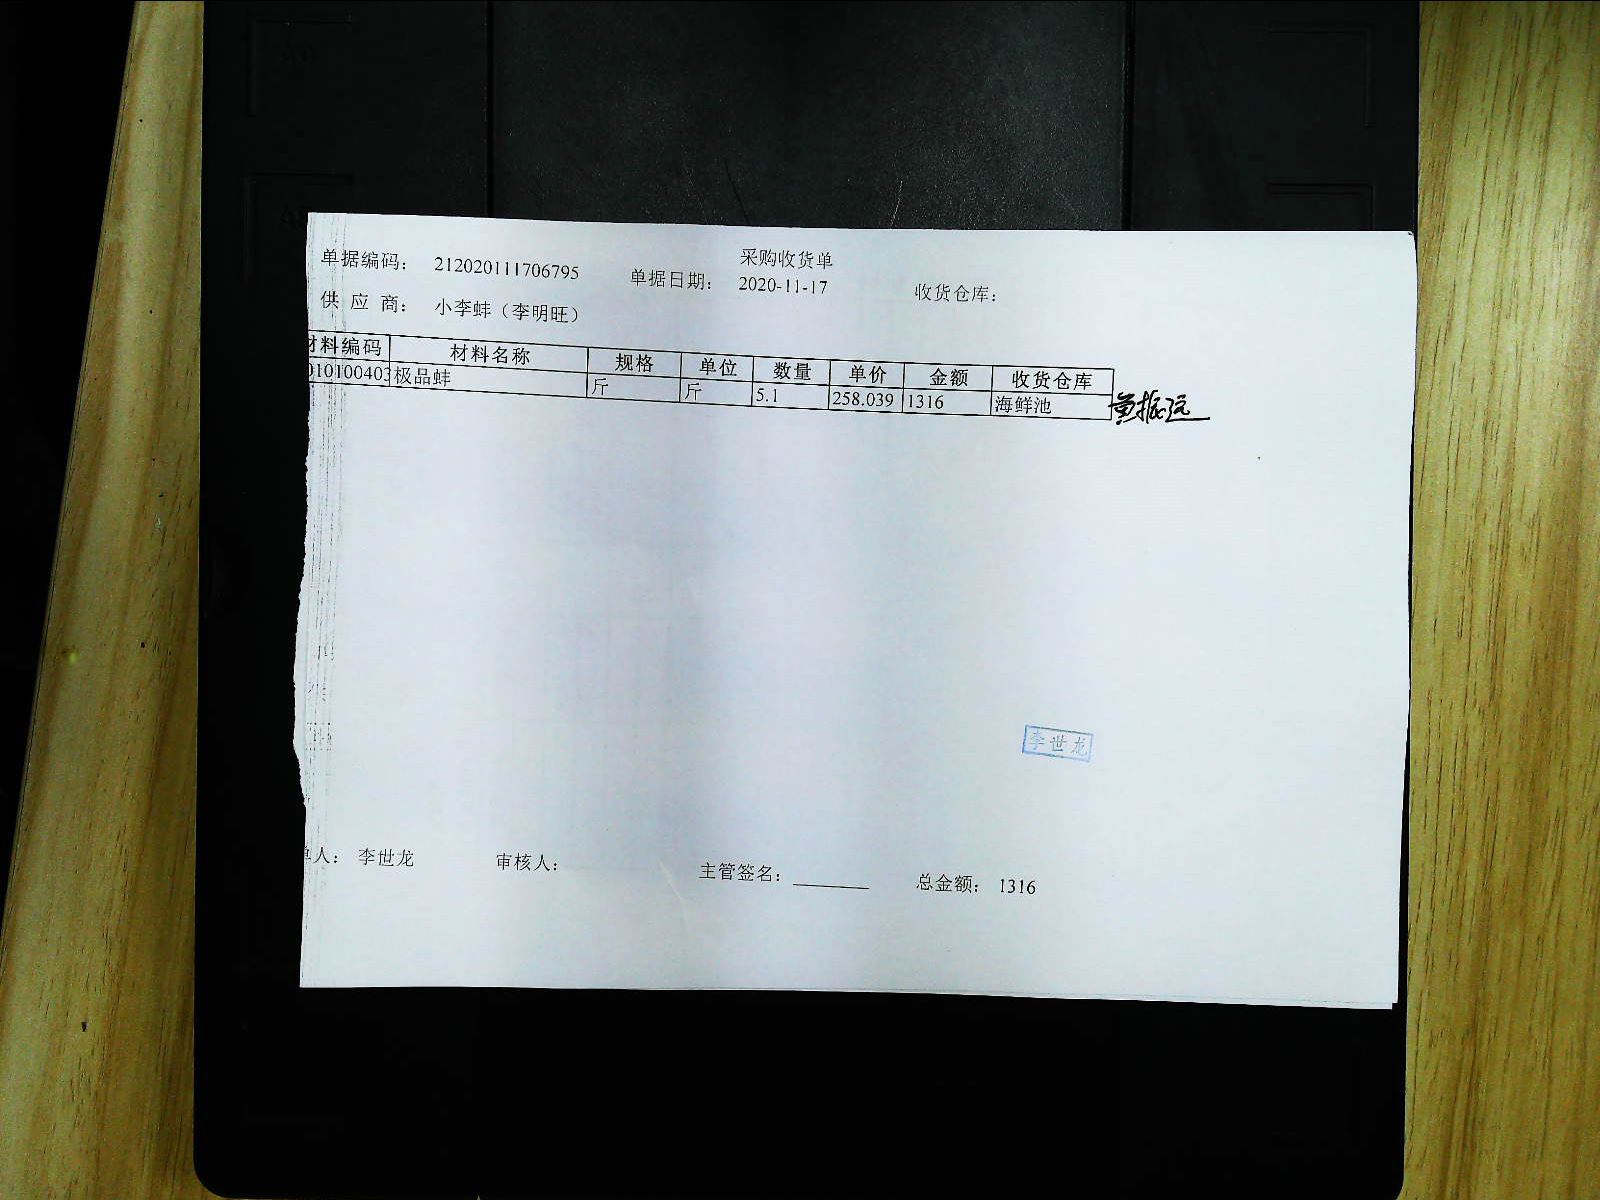 采购收货单
单据编码： 212020111706795 单据日期： 2020-11-17 收货仓库：
供 应 商： 小李蚌（李明旺）
材料编码 材料名称 规格 单位 数量 单价 金额 收货仓库
010100403 极品蚌 斤 斤 5.1 258.039 1316 海鲜池
黄振远
李世龙
单人： 李世龙 审核人： 主管签名： 总金额： 1316